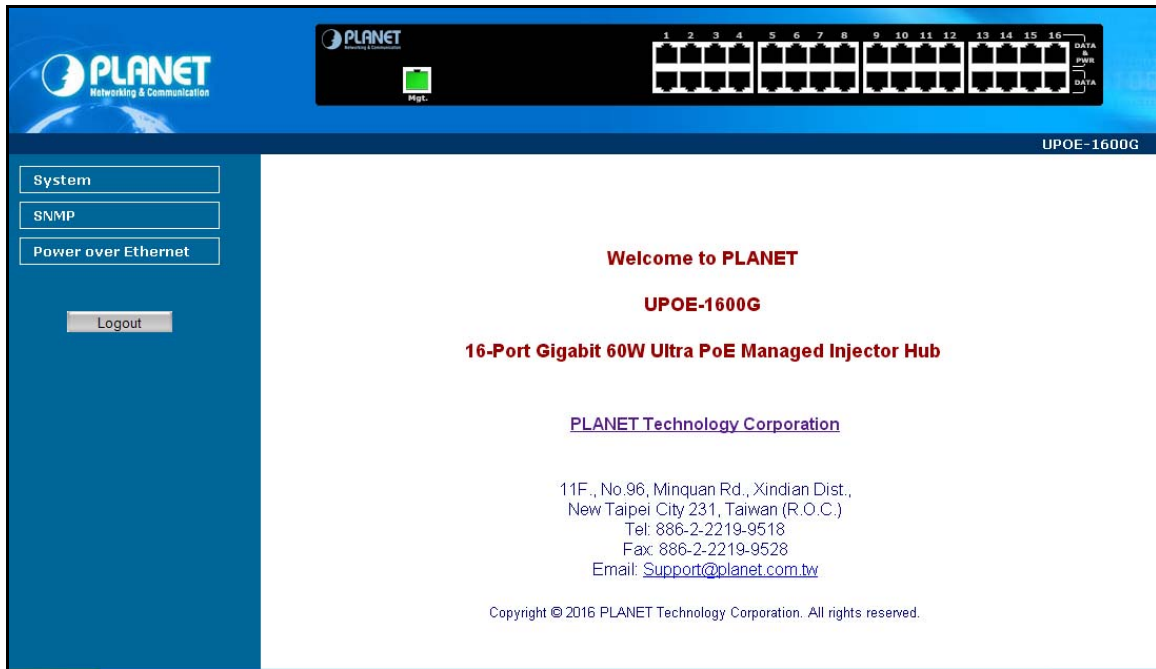 PLANET
Networking & Communication
PLANET
Networking & Communication
Mgt.
1 2 3 4 5 6 7 8 9 10 11 12 13 14 15 16
DATA
&
PWR
DATA
UPOE-1600G
System
SNMP
Power over Ethernet
Logout
Welcome to PLANET
UPOE-1600G
16-Port Gigabit 60W Ultra PoE Managed Injector Hub
PLANET Technology Corporation
11F., No.96, Minquan Rd., Xindian Dist.,
New Taipei City 231, Taiwan (R.O.C.)
Tel: 886-2-2219-9518
Fax: 886-2-2219-9528
Email: Support@planet.com.tw
Copyright © 2016 PLANET Technology Corporation. All rights reserved.